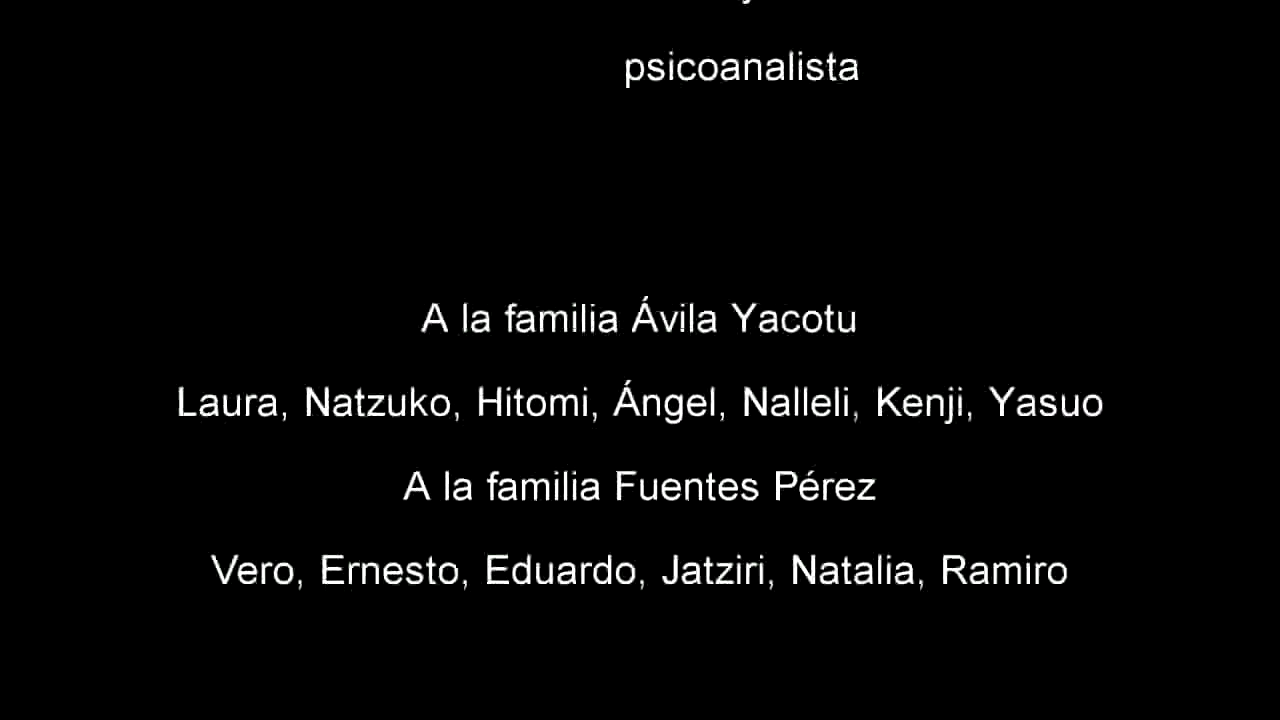 psicoanalista
A la familia Ávila Yacotu
Laura, Natzuko, Hitomi, Ángel, Nalleli, Kenji, Yasuo
A la familia Fuentes Pérez
Vero, Ernesto, Eduardo, Jatziri, Natalia, Ramiro